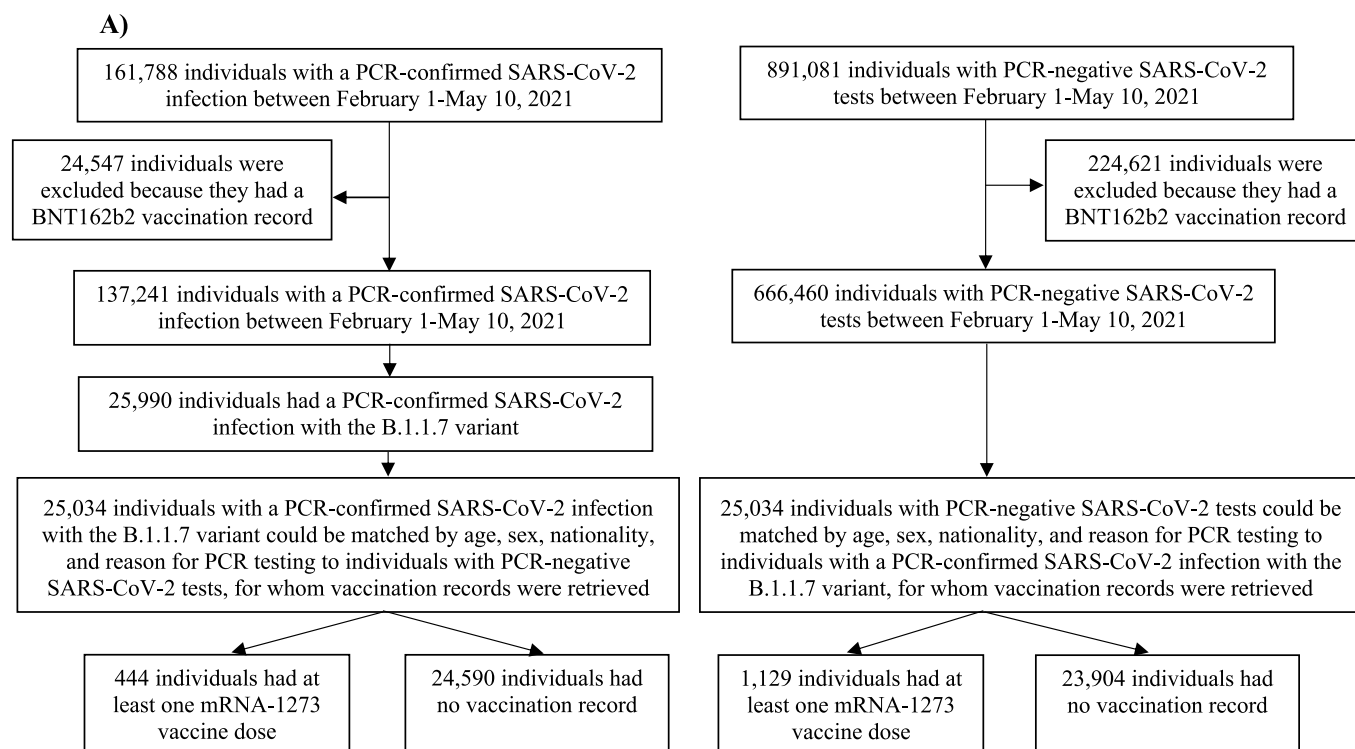 A)
161,788 individuals with a PCR-confirmed SARS-CoV-2
infection between February 1-May 10, 2021
891,081 individuals with PCR-negative SARS-CoV-2
tests between February 1-May 10, 2021
24,547 individuals were
excluded because they had a
BNT162b2 vaccination record
224,621 individuals were
excluded because they had a
BNT162b2 vaccination record
137,241 individuals with a PCR-confirmed SARS-CoV-2
infection between February 1-May 10, 2021
666,460 individuals with PCR-negative SARS-CoV-2
tests between February 1-May 10, 2021
25,990 individuals had a PCR-confirmed SARS-CoV-2
infection with the B.1.1.7 variant
25,034 individuals with a PCR-confirmed SARS-CoV-2 infection
with the B.1.1.7 variant could be matched by age, sex, nationality,
and reason for PCR testing to individuals with PCR-negative
SARS-CoV-2 tests, for whom vaccination records were retrieved
25,034 individuals with PCR-negative SARS-CoV-2 tests could be
matched by age, sex, nationality, and reason for PCR testing to
individuals with a PCR-confirmed SARS-CoV-2 infection with the
B.1.1.7 variant, for whom vaccination records were retrieved
444 individuals had at
least one mRNA-1273
vaccine dose
24,590 individuals had
no vaccination record
1,129 individuals had at
least one mRNA-1273
vaccine dose
23,904 individuals had
no vaccination record